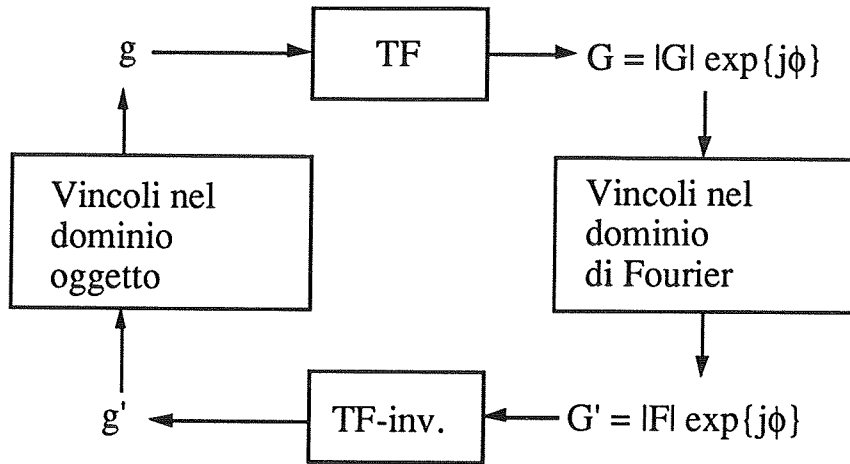 g
TF
G = |G| exp{jϕ}
Vincoli nel
dominio
oggetto
Vincoli nel
dominio
di Fourier
g'
TF-inv.
G' = |F| exp{jϕ}